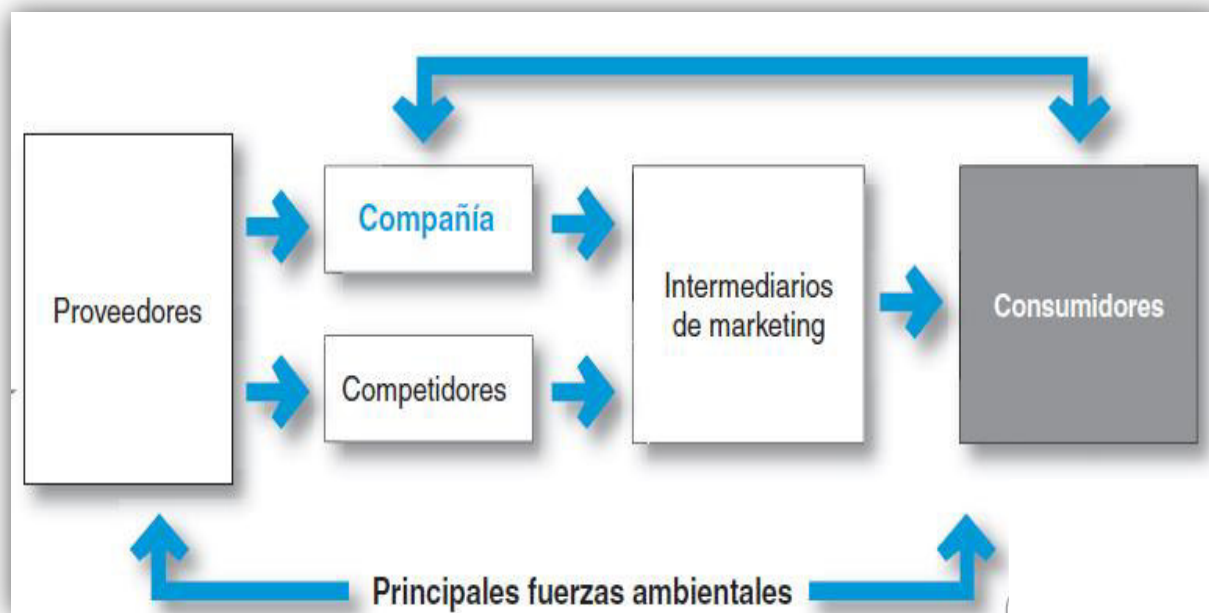 Compañía
Proveedores
Intermediarios
de marketing
Consumidores
Competidores
Principales fuerzas ambientales